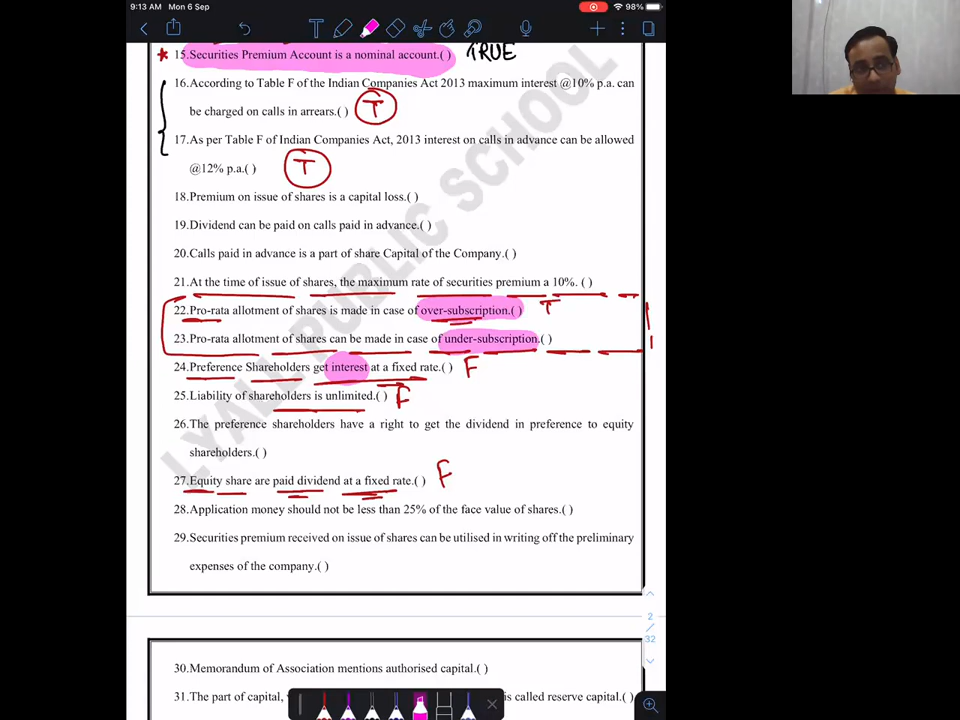 9:13 AM Mon 6 Sep
98%
15.Securities Premium Account is a nominal account.( ) TRUE
16.According to Table F of the Indian Companies Act 2013 maximum interest @10% p.a. can
be charged on calls in arrears.( ) T
17.As per Table F of Indian Companies Act, 2013 interest on calls in advance can be allowed
@12% p.a.( ) T
18.Premium on issue of shares is a capital loss.( )
19.Dividend can be paid on calls paid in advance.( )
20.Calls paid in advance is a part of share Capital of the Company.( )
21.At the time of issue of shares, the maximum rate of securities premium a 10%. ( )
22.Pro-rata allotment of shares is made in case of over-subscription.( ) T
23.Pro-rata allotment of shares can be made in case of under-subscription.( )
24.Preference Shareholders get interest at a fixed rate.( ) F
25.Liability of shareholders is unlimited.( ) F
26.The preference shareholders have a right to get the dividend in preference to equity
shareholders.( )
27.Equity share are paid dividend at a fixed rate.( ) F
28.Application money should not be less than 25% of the face value of shares.( )
29.Securities premium received on issue of shares can be utilised in writing off the preliminary
expenses of the company.( )
LYALL PUBLIC SCHOOL
2
/
32
30.Memorandum of Association mentions authorised capital.( )
31.The part of capital, is called reserve capital.( )